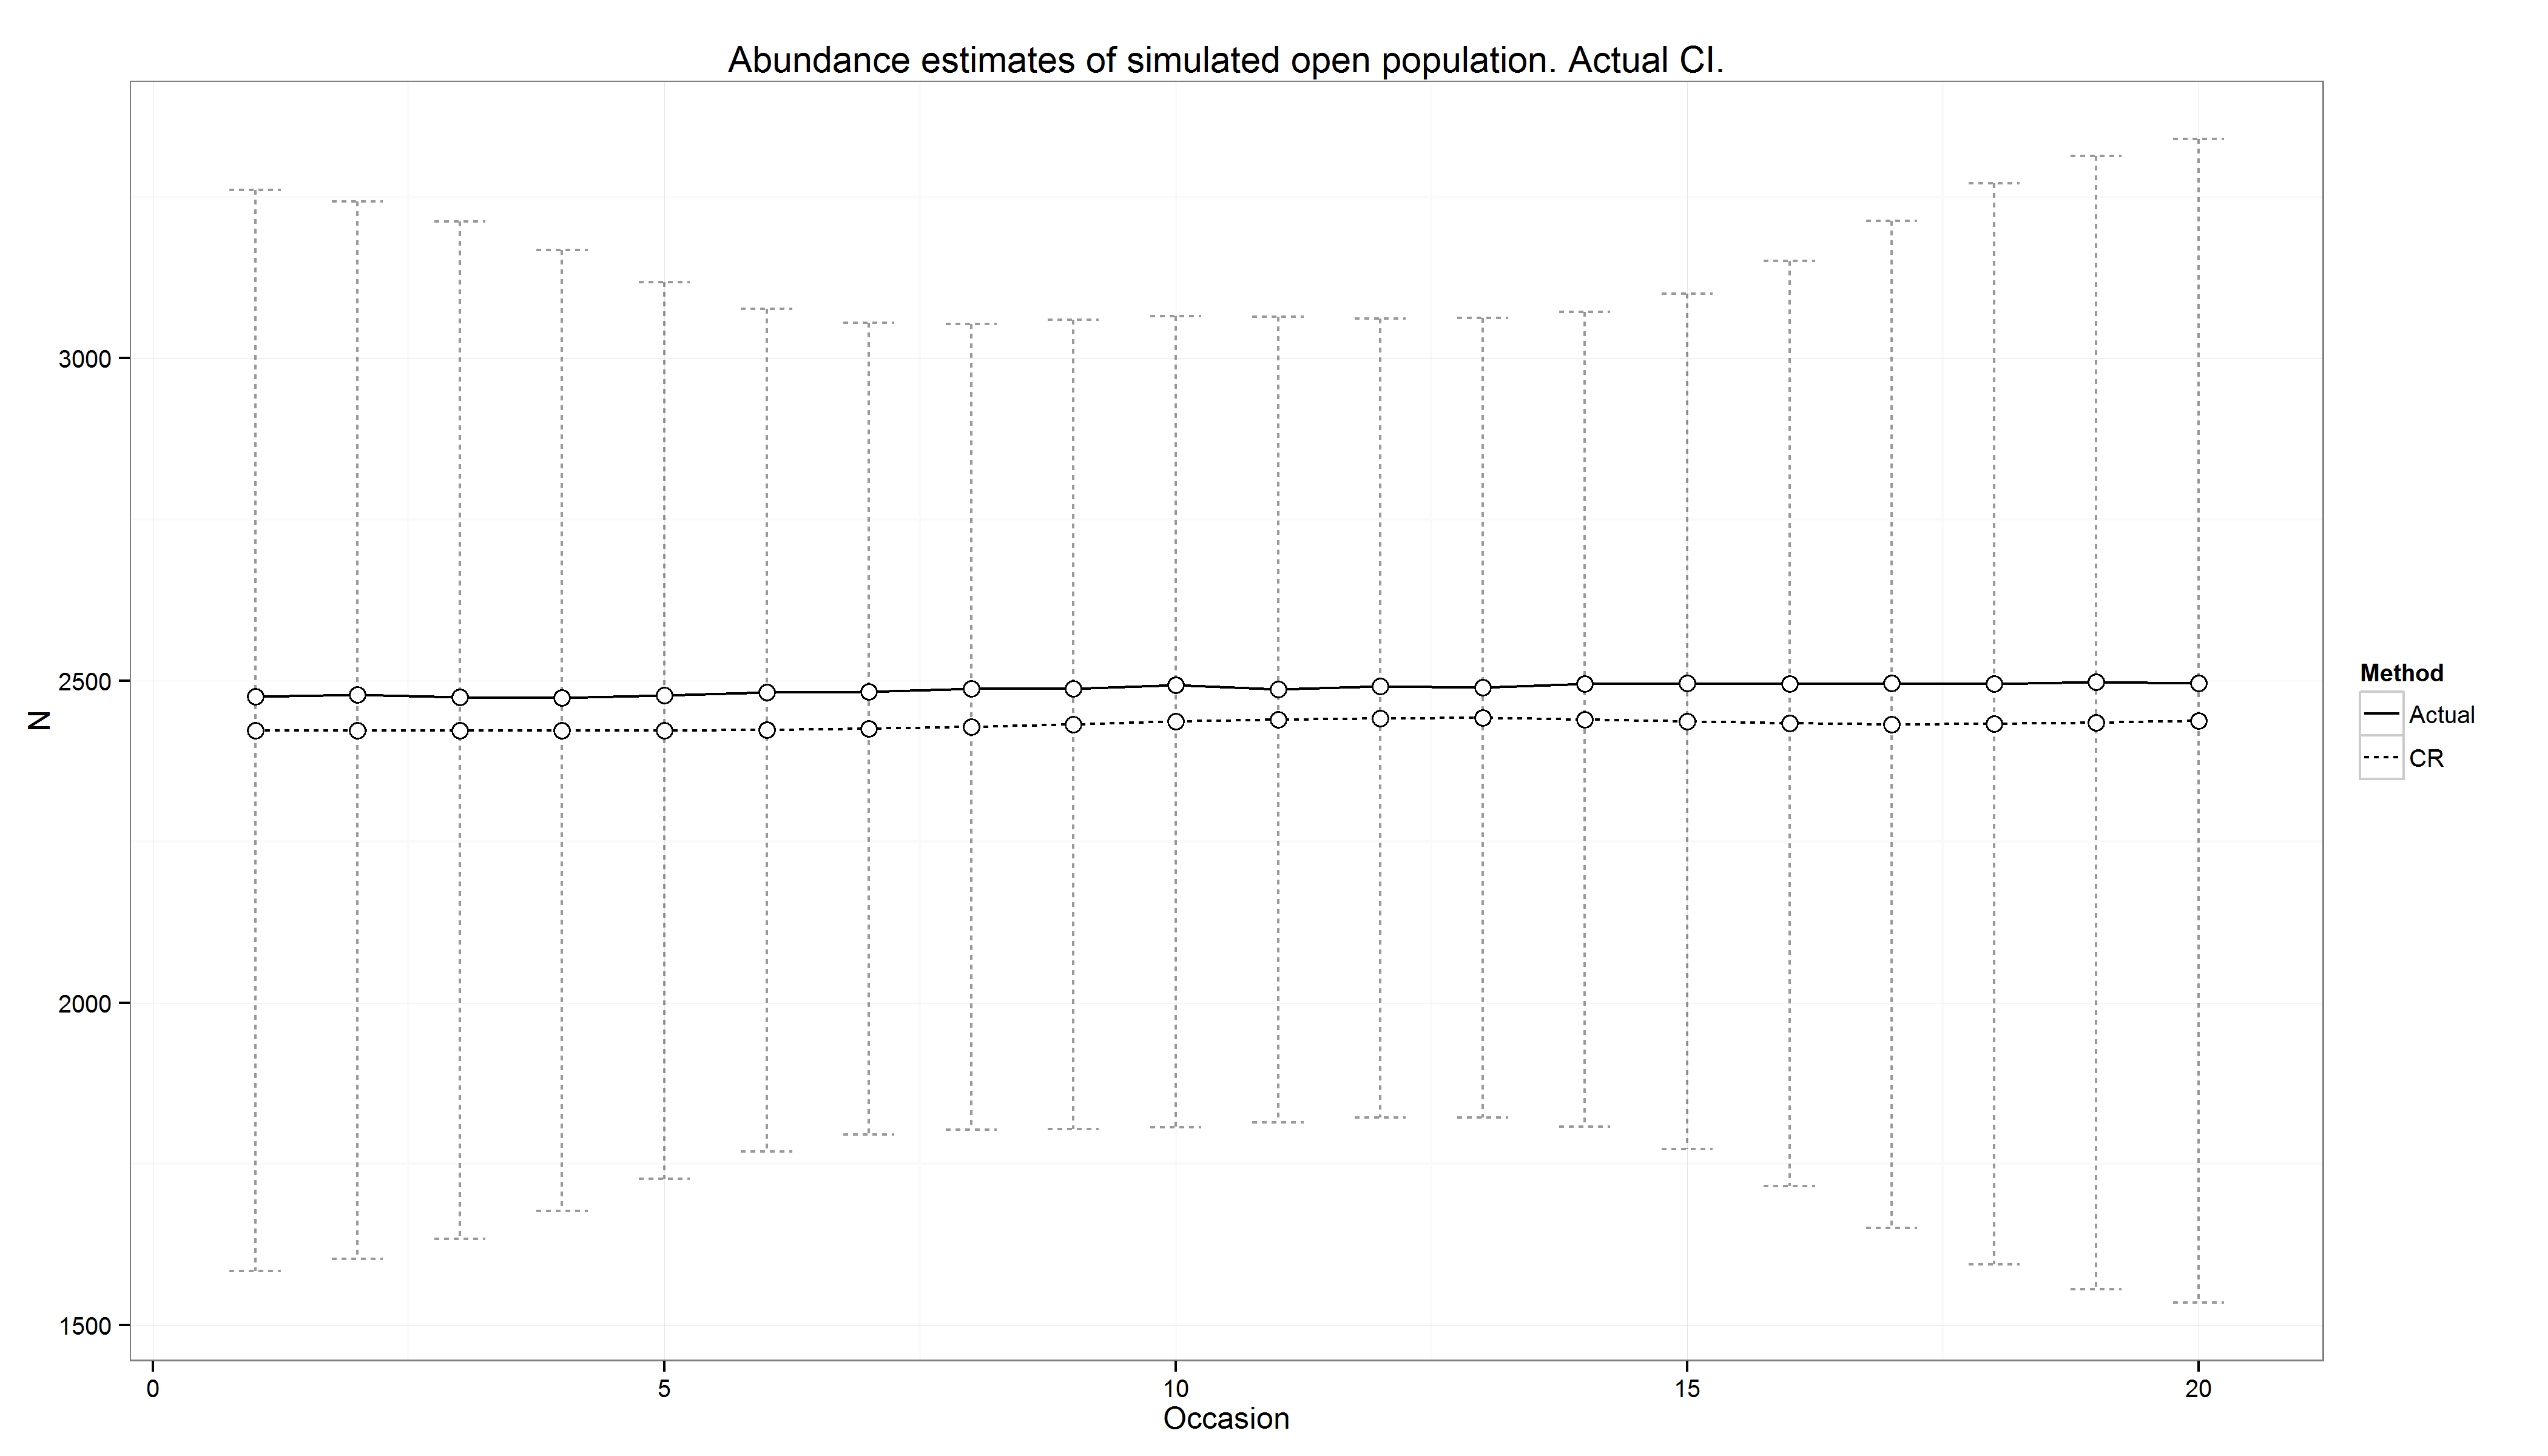 Abundance estimates of simulated open population. Actual CI.
3000
2500
2000
1500
N
0 5 10 15 20
Occasion
Method
Actual
CR